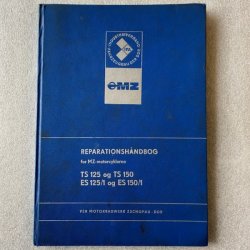 MZ
REPARATIONSHÅNDBOG
for MZ-motorcyklerne
TS 125 og TS 150
ES 125/1 og ES 150/1
VEB MOTORRADWERK ZSCHOPAU · DDR